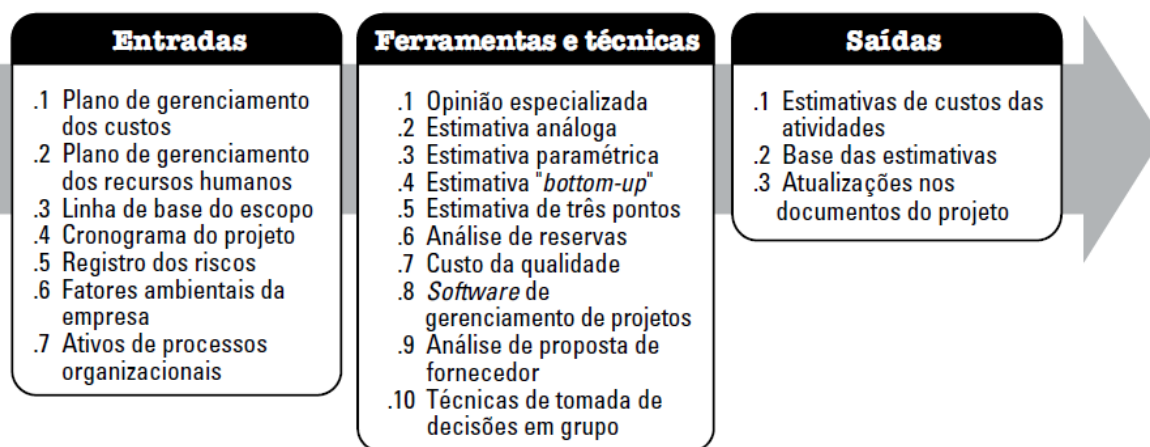 Entradas
.1 Plano de gerenciamento
dos custos
.2 Plano de gerenciamento
dos recursos humanos
.3 Linha de base do escopo
.4 Cronograma do projeto
.5 Registro dos riscos
.6 Fatores ambientais da
empresa
.7 Ativos de processos
organizacionais
Ferramentas e técnicas
.1 Opinião especializada
.2 Estimativa análoga
.3 Estimativa paramétrica
.4 Estimativa "bottom-up"
.5 Estimativa de três pontos
.6 Análise de reservas
.7 Custo da qualidade
.8 Software de
gerenciamento de projetos
.9 Análise de proposta de
fornecedor
.10 Técnicas de tomada de
decisões em grupo
Saídas
.1 Estimativas de custos das
atividades
.2 Base das estimativas
.3 Atualizações nos
documentos do projeto